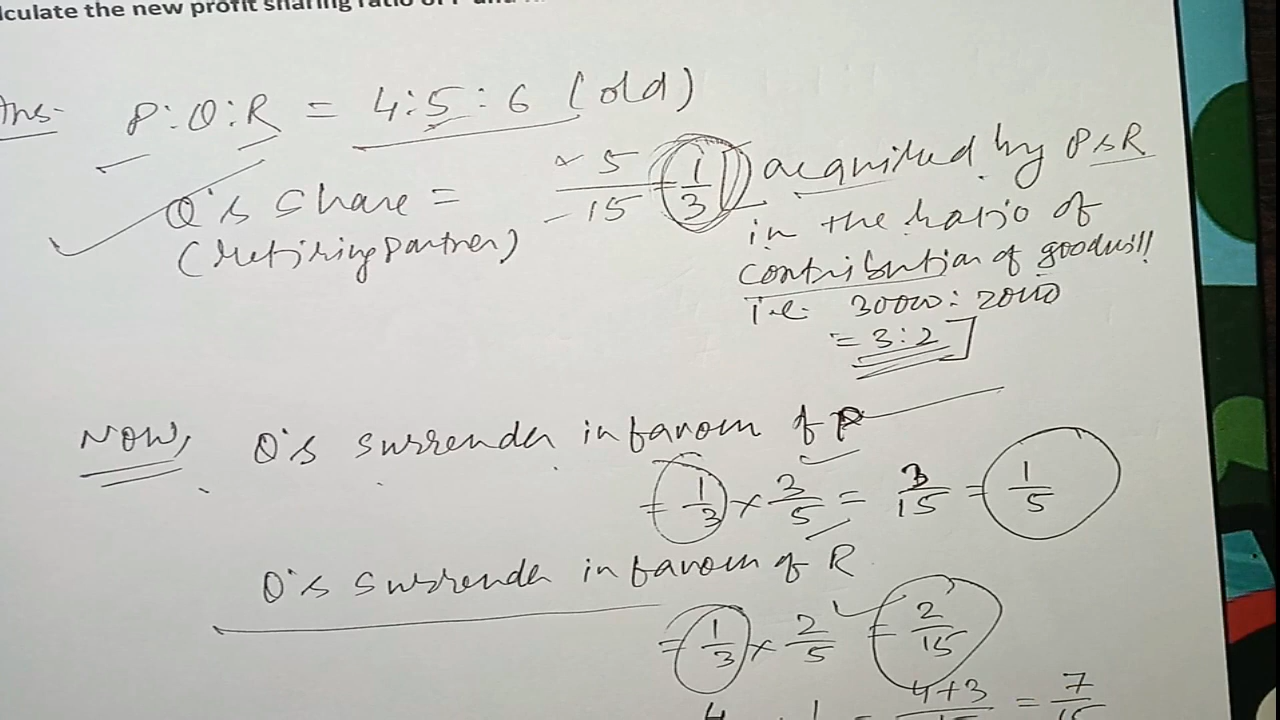 lculate the new profit sharing ratio of P and
Ans- P:Q:R = 4:5:6 (old)
Q's share = 5/15 = 1/3 acquired by P & R
(retiring partner) in the ratio of
contribution of goodwill
i.e. 3000:2000
= 3:2]
Now, Q's surrender in favour of P
= 1/3 × 3/5 = 3/15 = 1/5
Q's surrender in favour of R
= 1/3 × 2/5 = 2/15
4+3/15 = 7/15